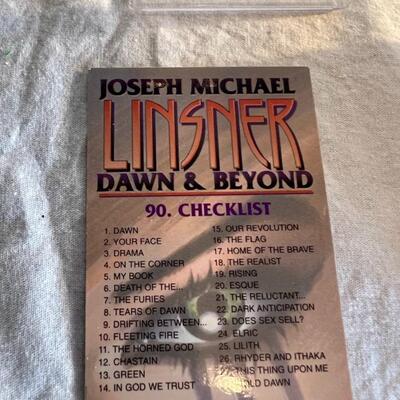 JOSEPH MICHAEL
LINSNER
DAWN & BEYOND
90. CHECKLIST
1. DAWN
2. YOUR FACE
3. DRAMA
4. ON THE CORNER
5. MY BOOK
6. DEATH OF THE...
7. THE FURIES
8. TEARS OF DAWN
9. DRIFTING BETWEEN...
10. FLEETING FIRE
11. THE HORNED GOD
12. CHASTAIN
13. GREEN
14. IN GOD WE TRUST
15. OUR REVOLUTION
16. THE FLAG
17. HOME OF THE BRAVE
18. THE REALIST
19. RISING
20. ESQUE
21. THE RELUCTANT...
22. DARK ANTICIPATION
23. DOES SEX SELL?
24. ELRIC
25. LILITH
26. RHYDER AND ITHAKA
27. THIS THING UPON ME
OLD DAWN